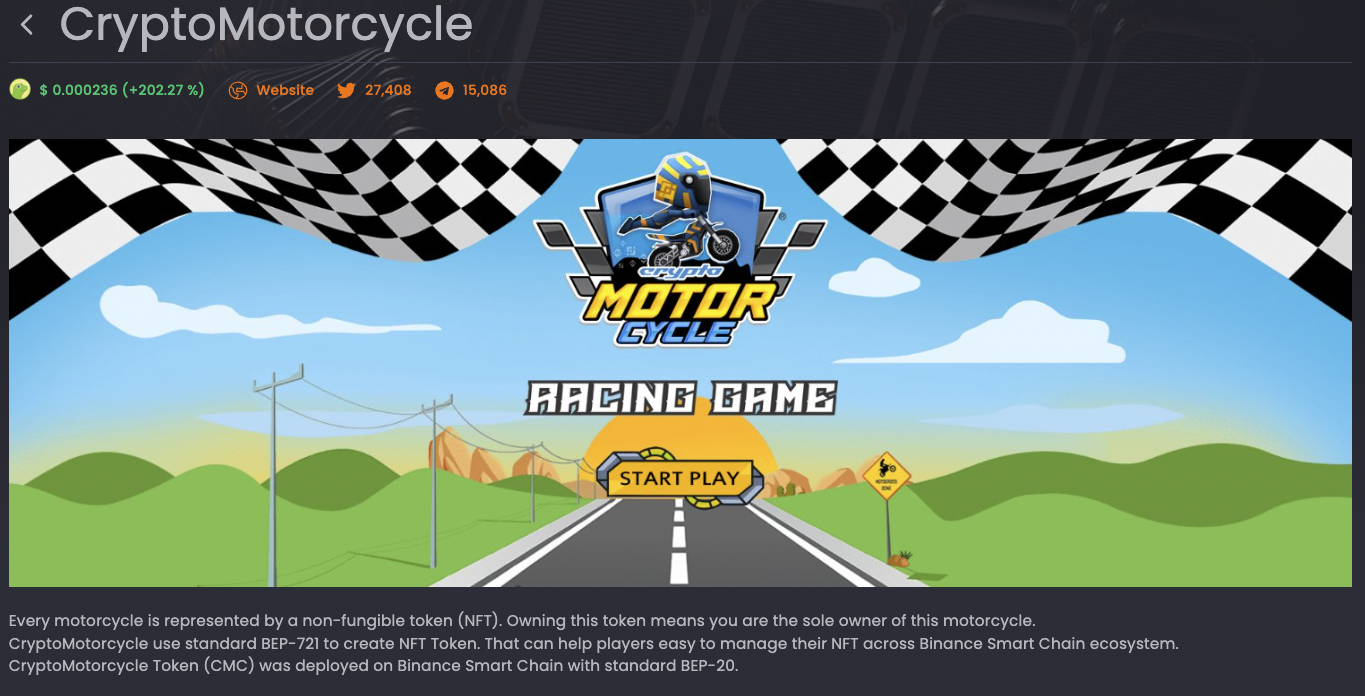 CryptoMotorcycle
$ 0.000236 (+202.27 %) Website 27,408 15,086
®
crypto
MOTOR
CYCLE
RACING GAME
START PLAY
MOTOCROSS
ZONE
Every motorcycle is represented by a non-fungible token (NFT). Owning this token means you are the sole owner of this motorcycle.
CryptoMotorcycle use standard BEP-721 to create NFT Token. That can help players easy to manage their NFT across Binance Smart Chain ecosystem.
CryptoMotorcycle Token (CMC) was deployed on Binance Smart Chain with standard BEP-20.